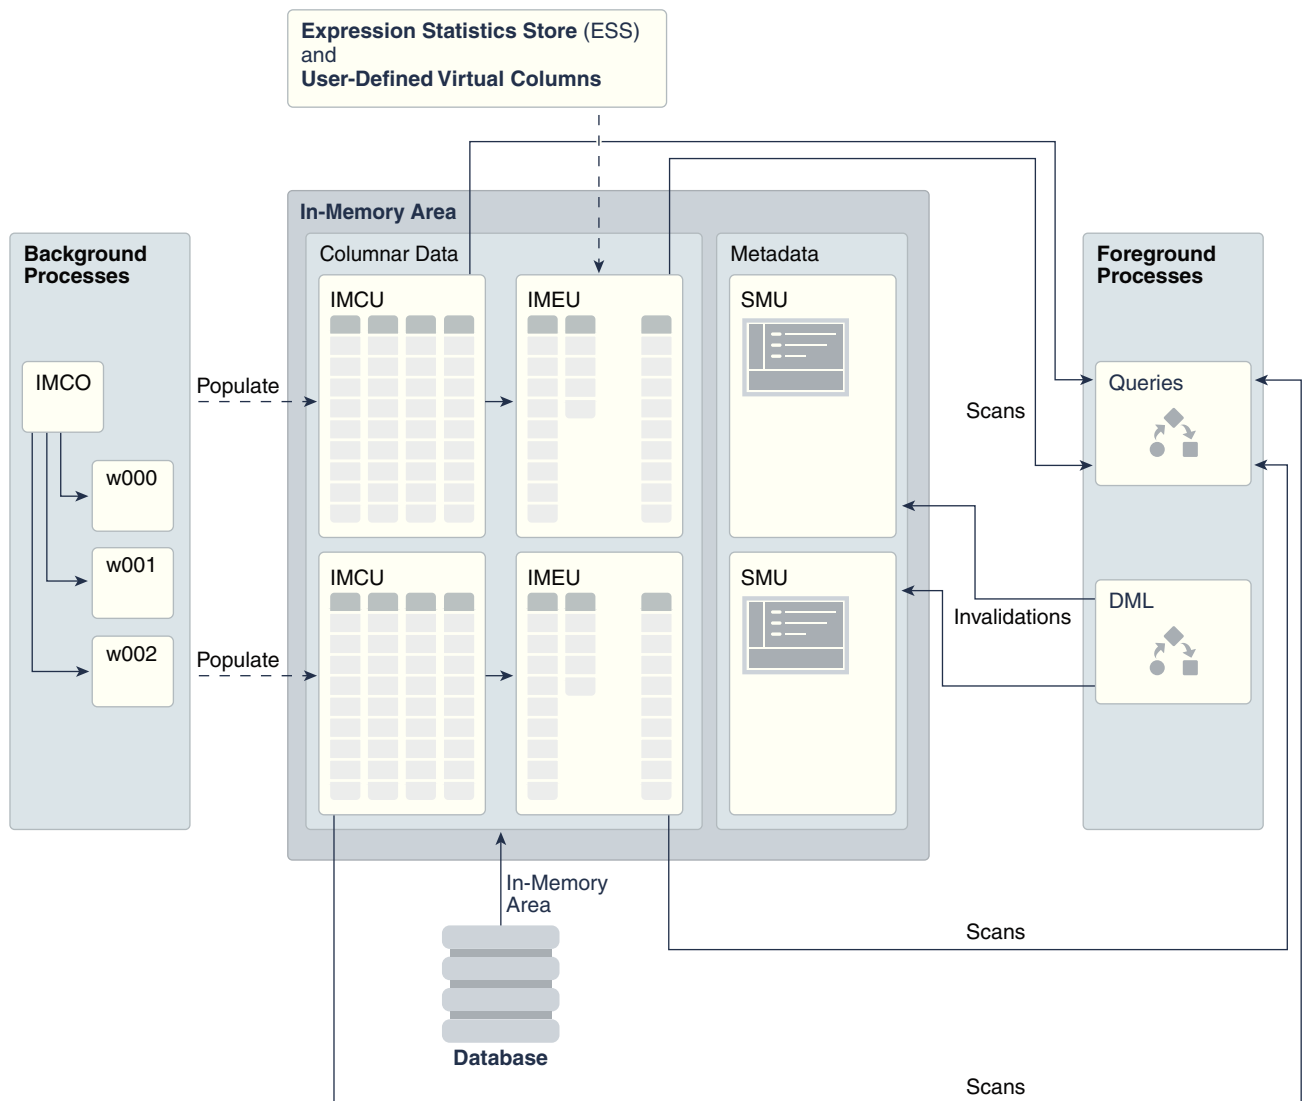 Expression Statistics Store (ESS)
and
User-Defined Virtual Columns
In-Memory Area
Background
Processes
Columnar Data
Metadata
Foreground
Processes
IMCU
IMEU
SMU
IMCO
Populate
Queries
Scans
w000
w001
IMCU
IMEU
SMU
DML
Invalidations
w002
Populate
In-Memory
Area
Scans
Database
Scans